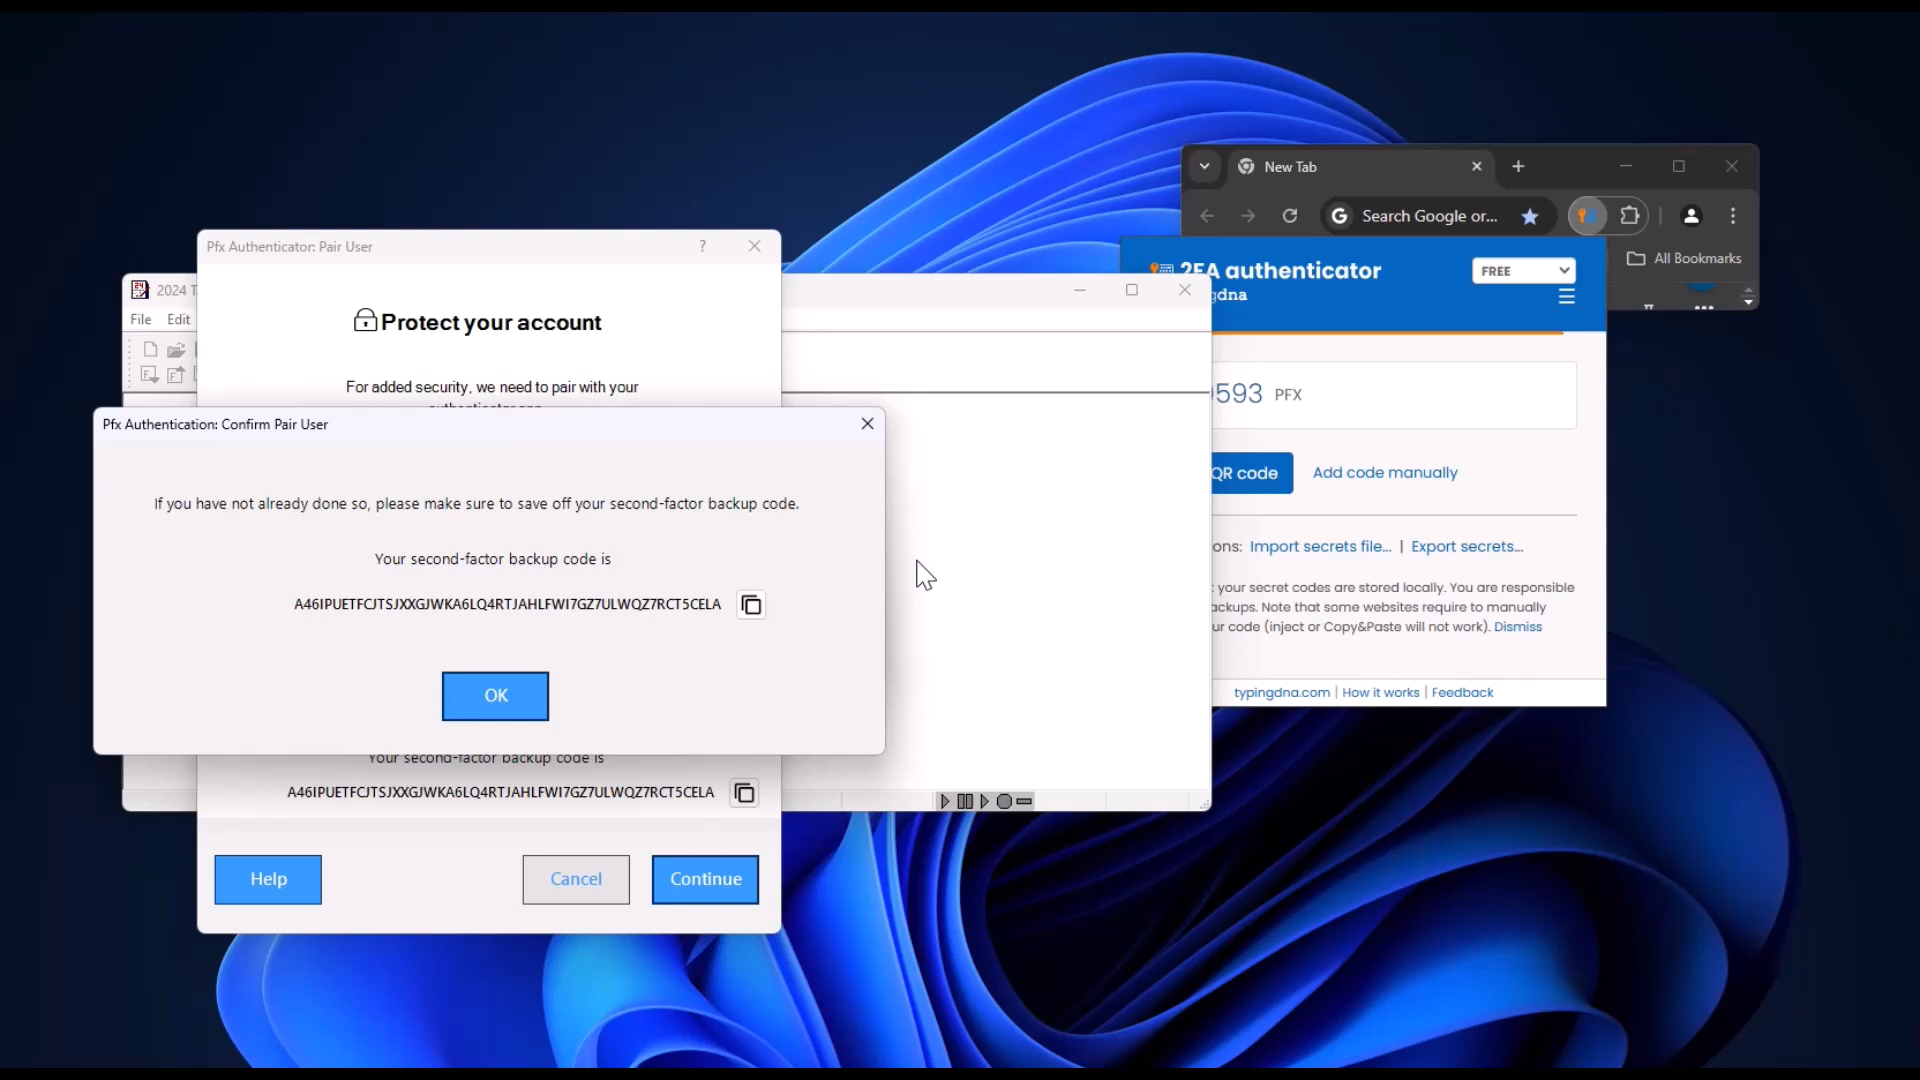 New Tab
Search Google or...
All Bookmarks
2FA authenticator
FREE
593 PFX
QR code
Add code manually
Import secrets file... | Export secrets...
your secret codes are stored locally. You are responsible
Note that some websites require to manually
code (inject or Copy&Paste will not work). Dismiss
typingdna.com | How it works | Feedback
2024
File Edit
Pfx Authenticator: Pair User
?
Protect your account
For added security, we need to pair with your
Pfx Authentication: Confirm Pair User
If you have not already done so, please make sure to save off your second-factor backup code.
Your second-factor backup code is
A46IPUETFCJTSJXXGJWKA6LQ4RTJAHLFWI7GZ7ULWQZ7RCT5CELA
OK
Your second-factor backup code is
A46IPUETFCJTSJXXGJWKA6LQ4RTJAHLFWI7GZ7ULWQZ7RCT5CELA
Help
Cancel
Continue